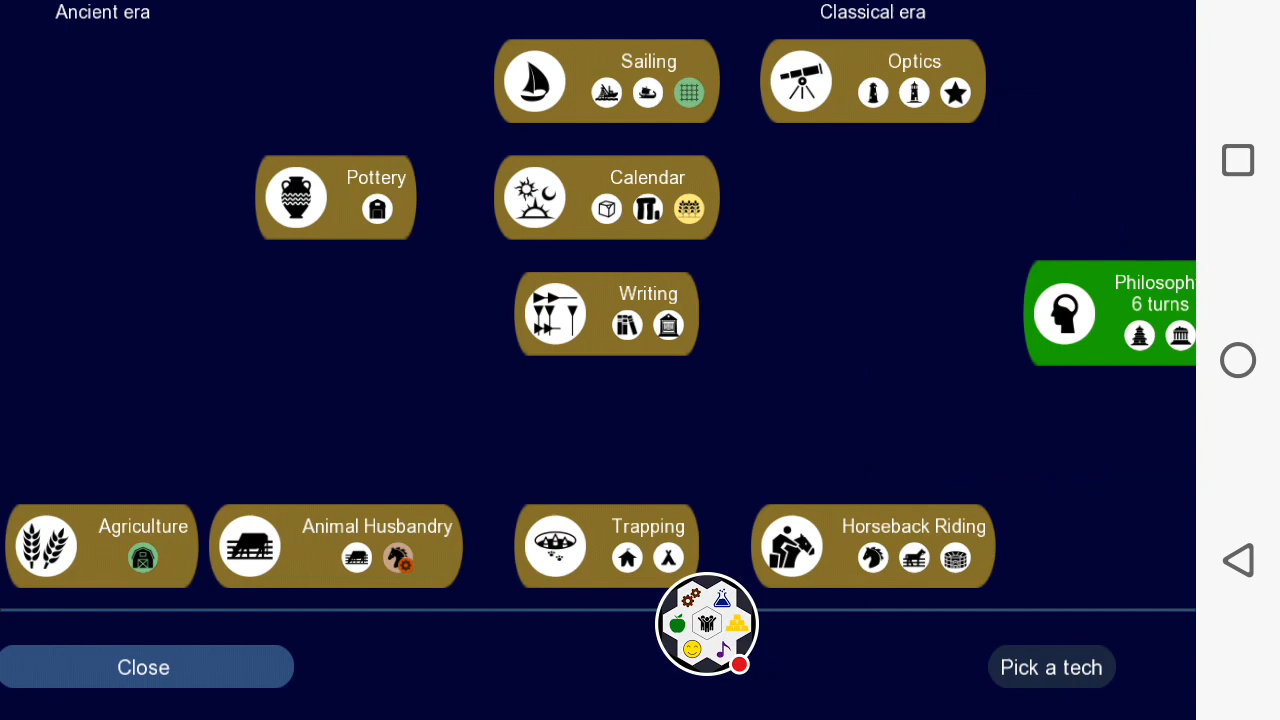 Ancient era
Classical era
Sailing
Optics
Pottery
Calendar
Writing
Philosoph
6 turns
Agriculture
Animal Husbandry
Trapping
Horseback Riding
Close
Pick a tech